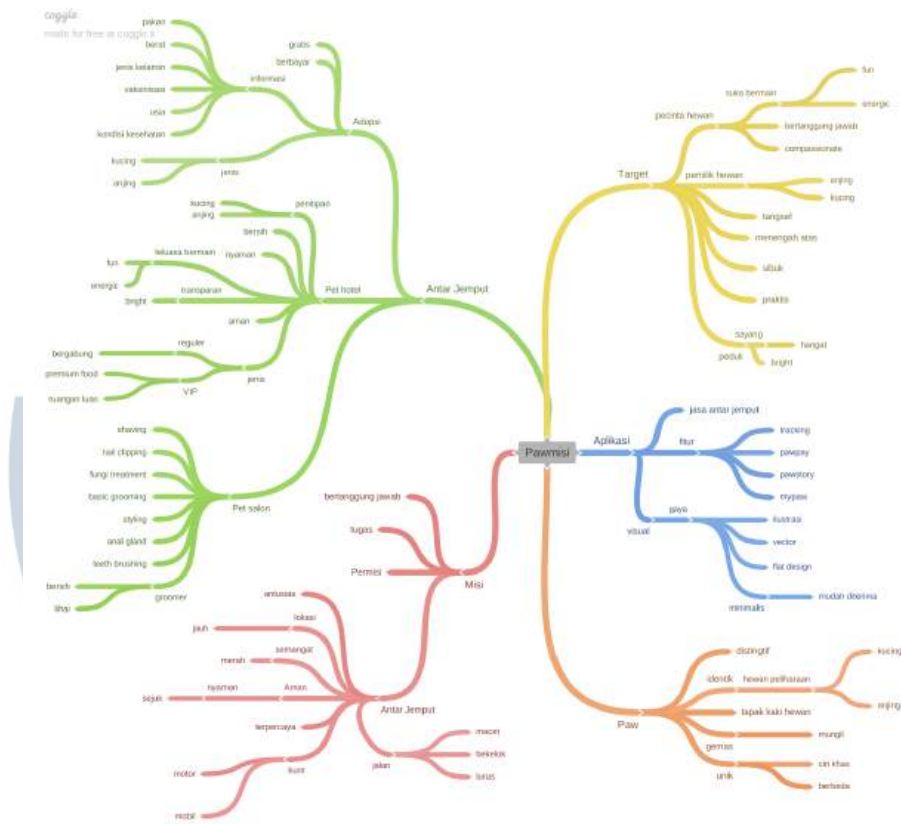 coggle
made for free at coggle.it
pakan
berat
jenis kelamin
vaksinasi
usia
kondisi kesehatan
informasi
gratis
berbayar
Adopsi
kucing
anjing
jenis
kucing
anjing
penitipan
bersih
nyaman
leluasa bermain
fun
energic
transparan
bright
aman
Pet hotel
reguler
bergabung
premium food
VIP
ruangan luas
jenis
Antar Jemput
shaving
nail clipping
fungi treatment
basic grooming
styling
anal gland
teeth brushing
bersih
lihai
groomer
Pet salon
Target
pecinta hewan
suka bermain
fun
energic
bertanggung jawab
compassionate
pemilik hewan
anjing
kucing
tangsel
menengah atas
sibuk
praktis
sayang
hangat
peduli
bright
Pawmisi
Aplikasi
jasa antar jemput
fitur
tracking
pawpay
pawstory
mypaw
visual
gaya
ilustrasi
vector
flat design
minimalis
mudah diterima
bertanggung jawab
tugas
Permisi
Misi
antusias
lokasi
jauh
semangat
merah
Aman
nyaman
sejuk
terpercaya
kurir
motor
mobil
Antar Jemput
jalan
macet
bekelok
lurus
Paw
distingtif
identik
hewan peliharaan
kucing
anjing
tapak kaki hewan
gemas
mungil
unik
ciri khas
berbeda